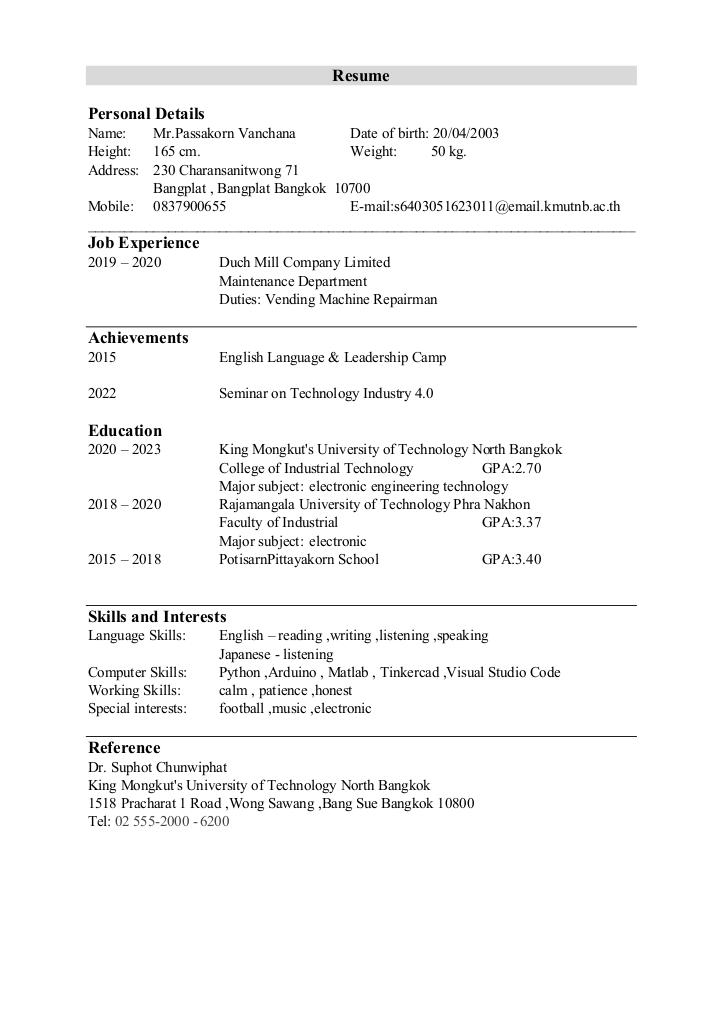 Resume
Personal Details
Name: Mr.Passakorn Vanchana Date of birth: 20/04/2003
Height: 165 cm. Weight: 50 kg.
Address: 230 Charansanitwong 71
Bangplat , Bangplat Bangkok 10700
Mobile: 0837900655 E-mail:s6403051623011@email.kmutnb.ac.th
Job Experience
2019 – 2020 Duch Mill Company Limited
Maintenance Department
Duties: Vending Machine Repairman
Achievements
2015 English Language & Leadership Camp
2022 Seminar on Technology Industry 4.0
Education
2020 – 2023 King Mongkut's University of Technology North Bangkok
College of Industrial Technology GPA:2.70
Major subject: electronic engineering technology
2018 – 2020 Rajamangala University of Technology Phra Nakhon
Faculty of Industrial GPA:3.37
Major subject: electronic
2015 – 2018 PotisarnPittayakorn School GPA:3.40
Skills and Interests
Language Skills: English – reading ,writing ,listening ,speaking
Japanese - listening
Computer Skills: Python ,Arduino , Matlab , Tinkercad ,Visual Studio Code
Working Skills: calm , patience ,honest
Special interests: football ,music ,electronic
Reference
Dr. Suphot Chunwiphat
King Mongkut's University of Technology North Bangkok
1518 Pracharat 1 Road ,Wong Sawang ,Bang Sue Bangkok 10800
Tel: 02 555-2000 - 6200